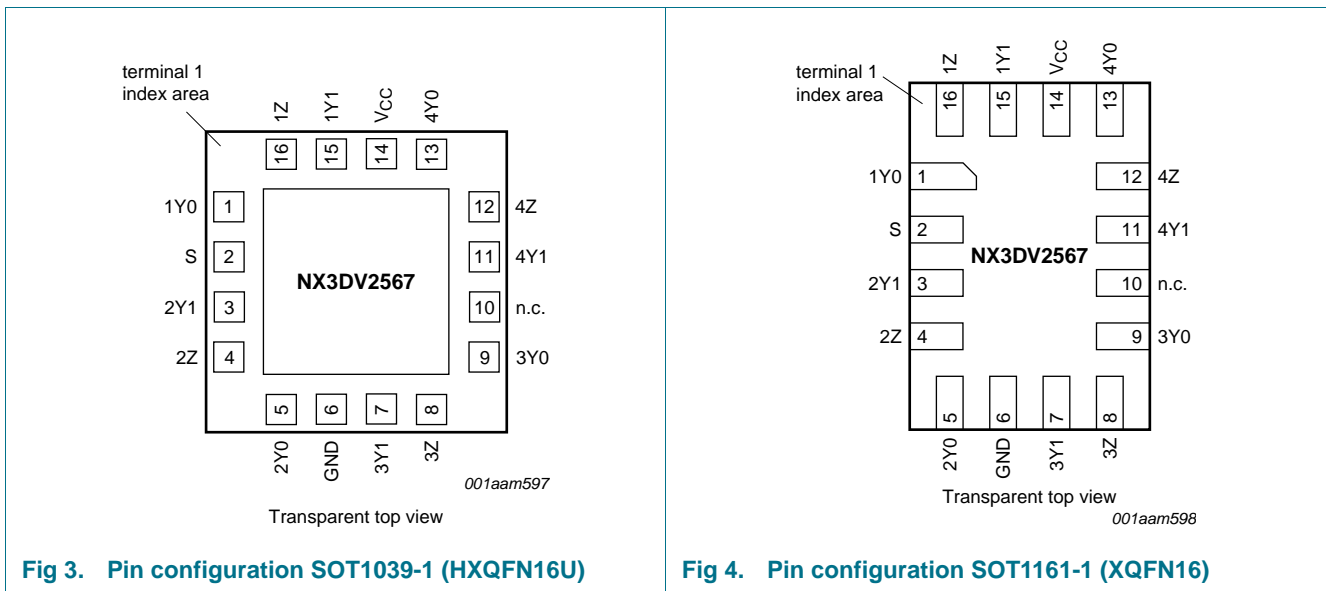 terminal 1
index area
1Z
1Y1
VCC
4Y0
16
15
14
13
1Y0
1
12
4Z
S
2
11
4Y1
NX3DV2567
2Y1
3
10
n.c.
2Z
4
9
3Y0
5
6
7
8
2Y0
GND
3Y1
3Z
001aam597
Transparent top view
Fig 3. Pin configuration SOT1039-1 (HXQFN16U)
terminal 1
index area
1Z
1Y1
VCC
4Y0
16
15
14
13
1Y0
1
12
4Z
S
2
11
4Y1
NX3DV2567
2Y1
3
10
n.c.
2Z
4
9
3Y0
5
6
7
8
2Y0
GND
3Y1
3Z
Transparent top view
001aam598
Fig 4. Pin configuration SOT1161-1 (XQFN16)